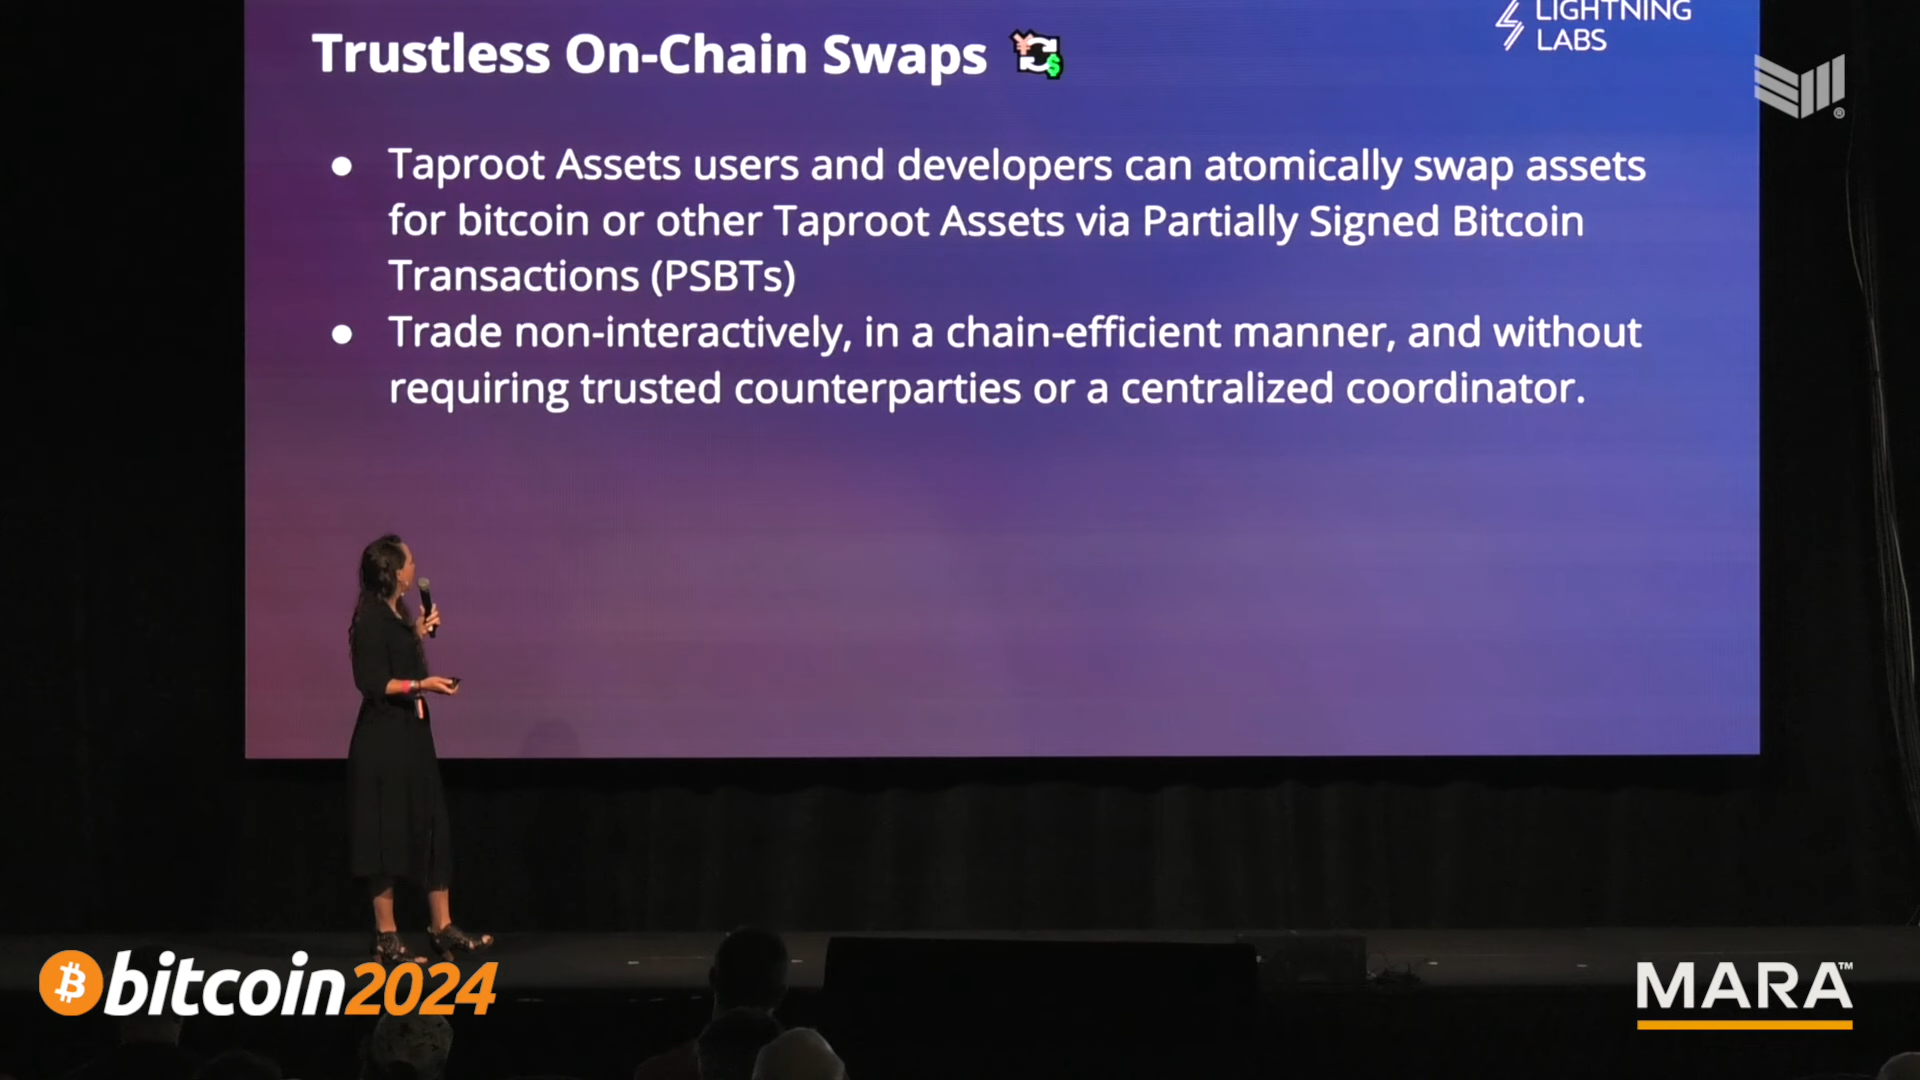 Trustless On-Chain Swaps
LIGHTNING
LABS
● Taproot Assets users and developers can atomically swap assets
for bitcoin or other Taproot Assets via Partially Signed Bitcoin
Transactions (PSBTs)
● Trade non-interactively, in a chain-efficient manner, and without
requiring trusted counterparties or a centralized coordinator.
bitcoin2024
MARA™